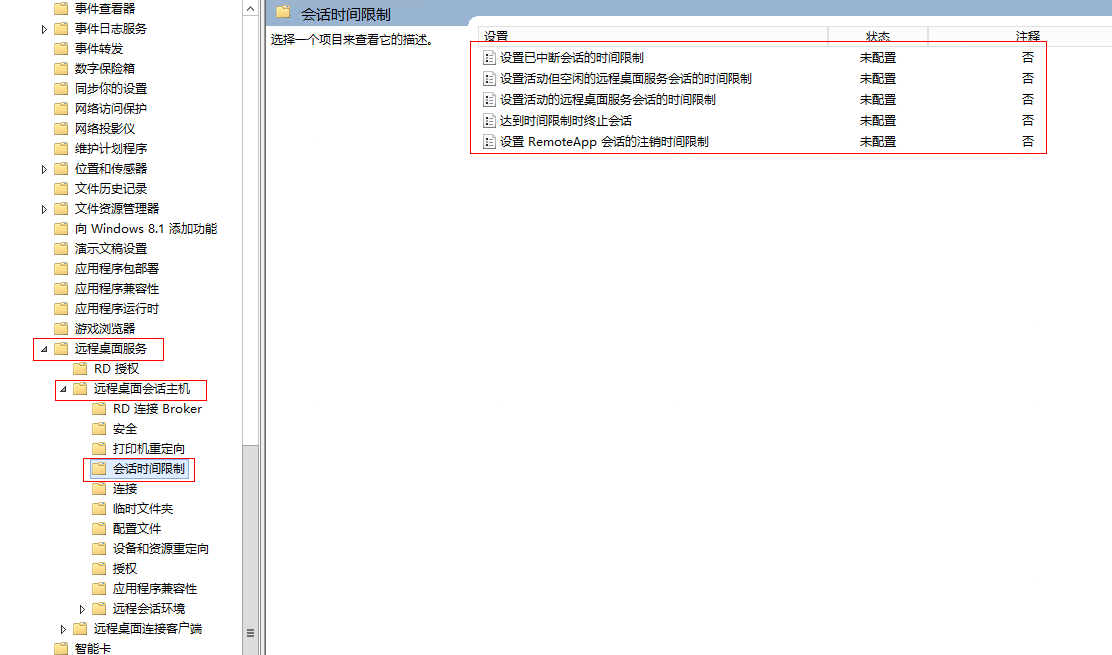 事件查看器
事件日志服务
事件转发
数字保险箱
同步你的设置
网络访问保护
网络投影仪
维护计划程序
位置和传感器
文件历史记录
文件资源管理器
向 Windows 8.1 添加功能
演示文稿设置
应用程序包部署
应用程序兼容性
应用程序运行时
游戏浏览器
远程桌面服务
RD 授权
远程桌面会话主机
RD 连接 Broker
安全
打印机重定向
会话时间限制
连接
临时文件夹
配置文件
设备和资源重定向
授权
应用程序兼容性
远程会话环境
远程桌面连接客户端
智能卡
会话时间限制
选择一个项目来查看它的描述。
设置 状态 注释
设置已中断会话的时间限制 未配置 否
设置活动但空闲的远程桌面服务会话的时间限制 未配置 否
设置活动的远程桌面服务会话的时间限制 未配置 否
达到时间限制时终止会话 未配置 否
设置 RemoteApp 会话的注销时间限制 未配置 否